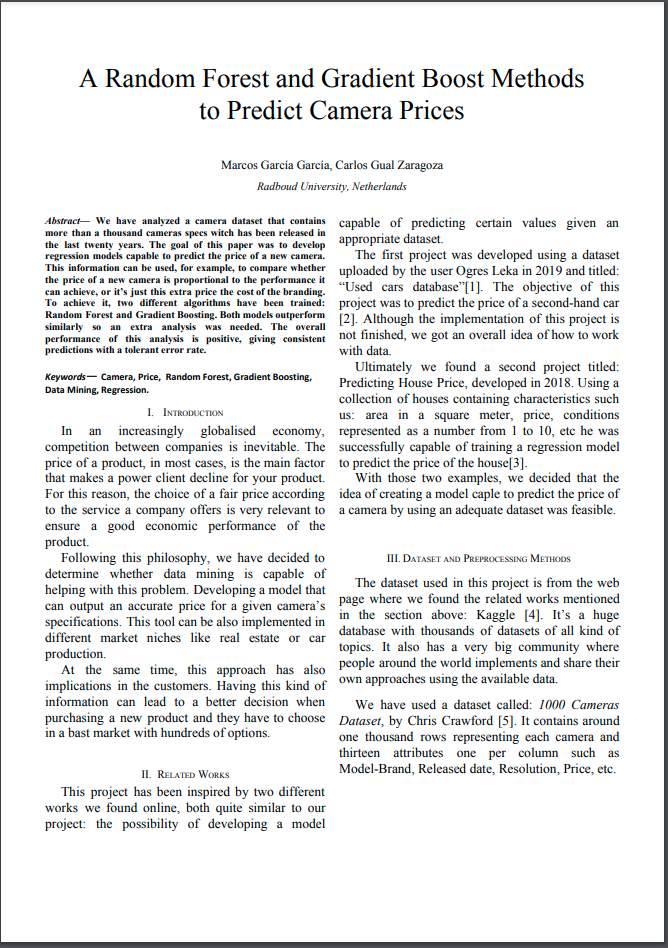 A Random Forest and Gradient Boost Methods
to Predict Camera Prices
Marcos García García, Carlos Gual Zaragoza
Radboud University, Netherlands
Abstract— We have analyzed a camera dataset that contains
more than a thousand cameras specs witch has been released in
the last twenty years. The goal of this paper was to develop
regression models capable to predict the price of a new camera.
This information can be used, for example, to compare whether
the price of a new camera is proportional to the performance it
can achieve, or it’s just this extra price the cost of the branding.
To achieve it, two different algorithms have been trained:
Random Forest and Gradient Boosting. Both models outperform
similarly so an extra analysis was needed. The overall
performance of this analysis is positive, giving consistent
predictions with a tolerant error rate.
Keywords— Camera, Price, Random Forest, Gradient Boosting,
Data Mining, Regression.
I. Introduction
In an increasingly globalised economy,
competition between companies is inevitable. The
price of a product, in most cases, is the main factor
that makes a power client decline for your product.
For this reason, the choice of a fair price according
to the service a company offers is very relevant to
ensure a good economic performance of the
product.
Following this philosophy, we have decided to
determine whether data mining is capable of
helping with this problem. Developing a model that
can output an accurate price for a given camera’s
specifications. This tool can be also implemented in
different market niches like real estate or car
production.
At the same time, this approach has also
implications in the customers. Having this kind of
information can lead to a better decision when
purchasing a new product and they have to choose
in a bast market with hundreds of options.
II. Related Works
This project has been inspired by two different
works we found online, both quite similar to our
project: the possibility of developing a model
capable of predicting certain values given an
appropriate dataset.
The first project was developed using a dataset
uploaded by the user Ogres Leka in 2019 and titled:
“Used cars database”[1]. The objective of this
project was to predict the price of a second-hand car
[2]. Although the implementation of this project is
not finished, we got an overall idea of how to work
with data.
Ultimately we found a second project titled:
Predicting House Price, developed in 2018. Using a
collection of houses containing characteristics such
us: area in a square meter, price, conditions
represented as a number from 1 to 10, etc he was
successfully capable of training a regression model
to predict the price of the house[3].
With those two examples, we decided that the
idea of creating a model caple to predict the price of
a camera by using an adequate dataset was feasible.
III. Dataset and Preprocessing Methods
The dataset used in this project is from the web
page where we found the related works mentioned
in the section above: Kaggle [4]. It’s a huge
database with thousands of datasets of all kind of
topics. It also has a very big community where
people around the world implements and share their
own approaches using the available data.
We have used a dataset called: 1000 Cameras
Dataset, by Chris Crawford [5]. It contains around
one thousand rows representing each camera and
thirteen attributes one per column such as
Model-Brand, Released date, Resolution, Price, etc.